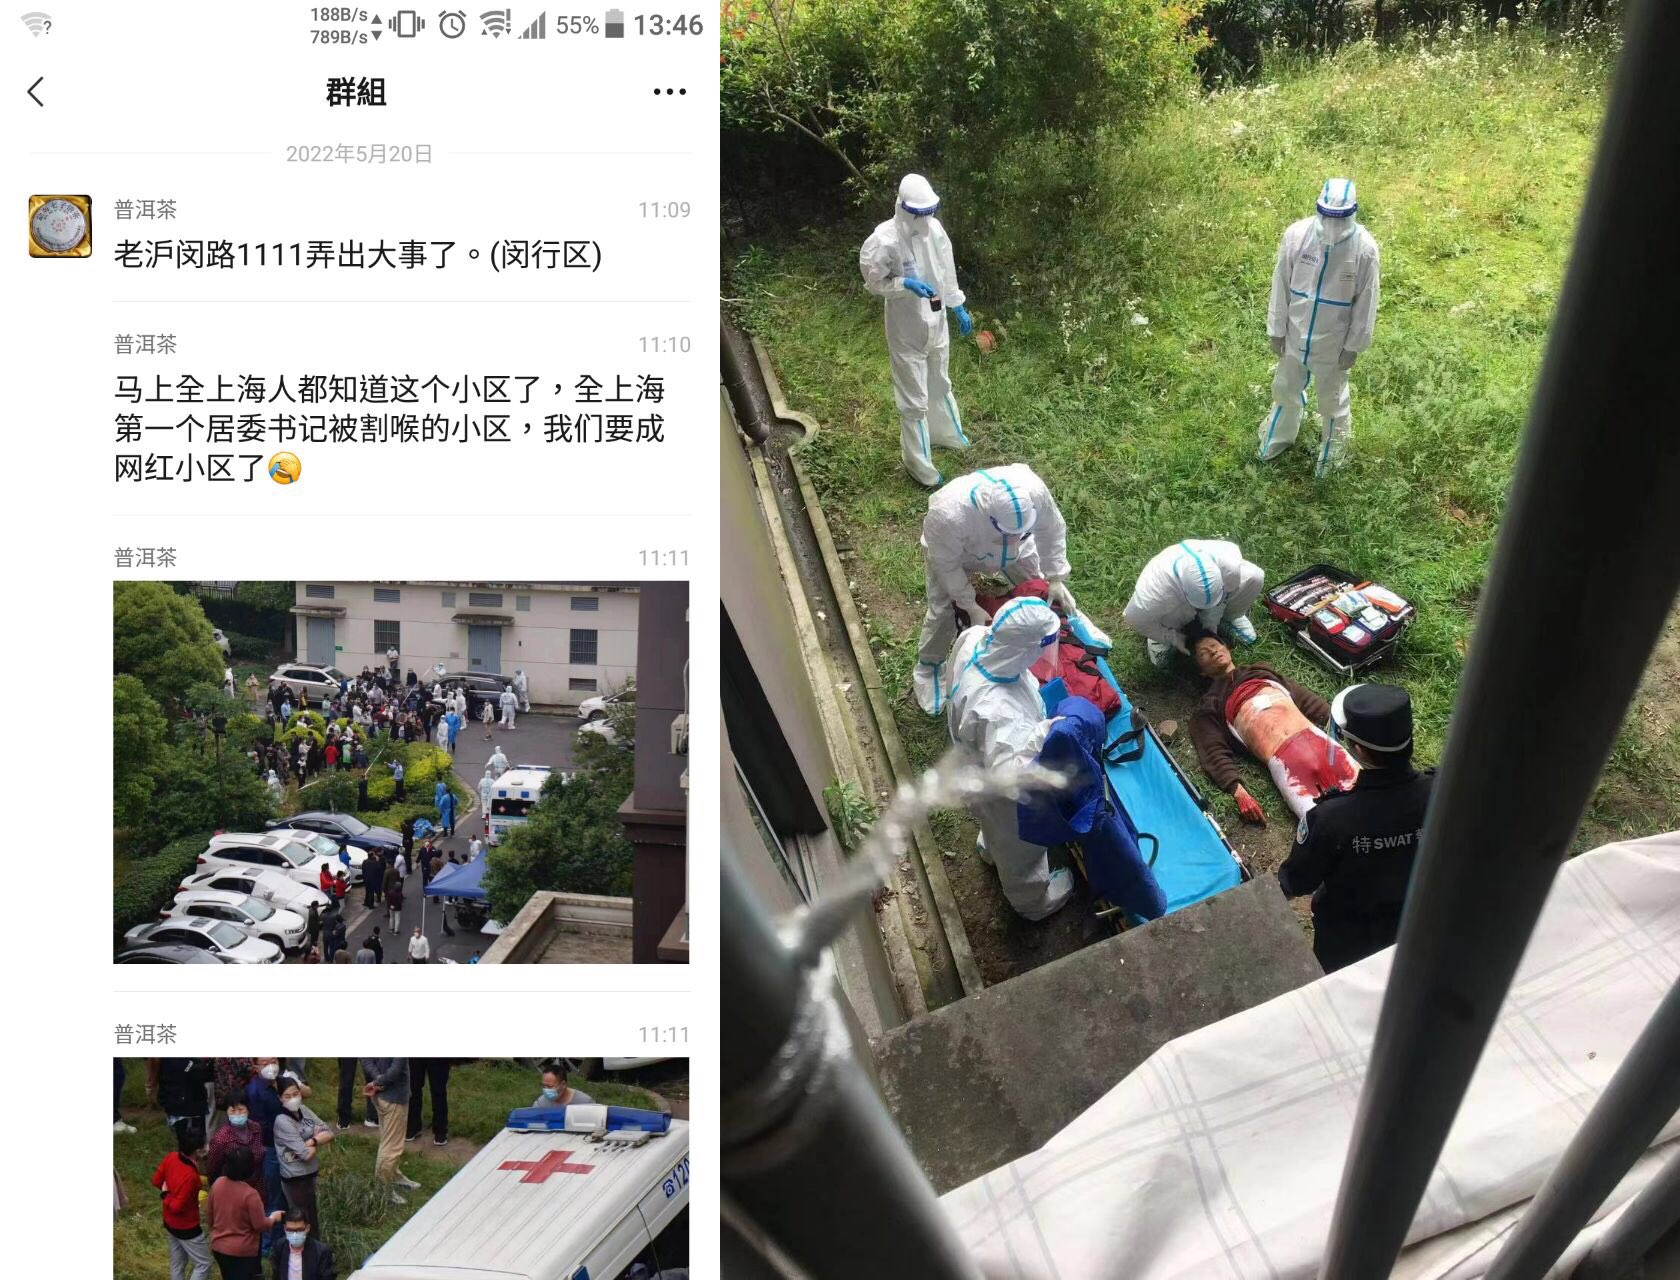 188B/s
789B/s
55%
13:46
群組
2022年5月20日
普洱茶
11:09
老沪闵路1111弄出大事了。(闵行区)
普洱茶
11:10
马上全上海人都知道这个小区了，全上海
第一个居委书记被割喉的小区，我们要成
网红小区了🤣
普洱茶
11:11
普洱茶
11:11
120
特SWAT